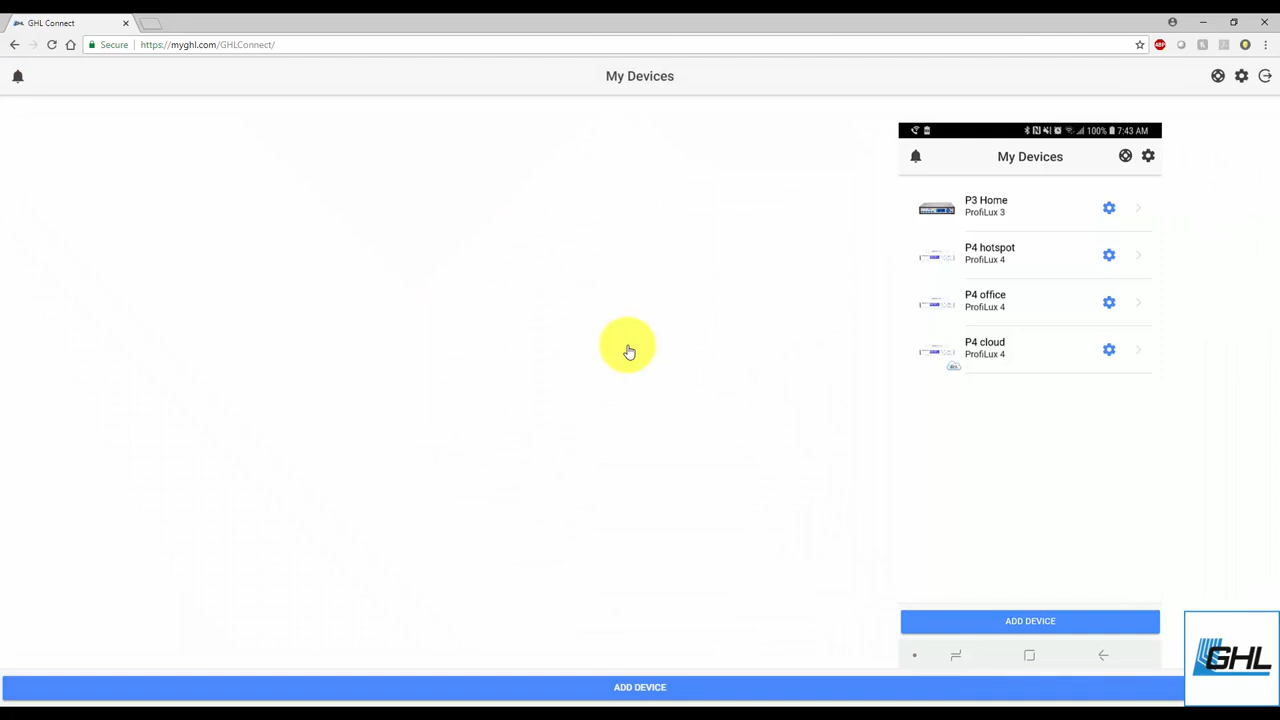 GHL Connect
Secure
https://myghl.com/GHLConnect/
ABP
My Devices
100% 7:43 AM
My Devices
P3 Home
ProfiLux 3
P4 hotspot
ProfiLux 4
P4 office
ProfiLux 4
P4 cloud
ProfiLux 4
ADD DEVICE
ADD DEVICE
GHL